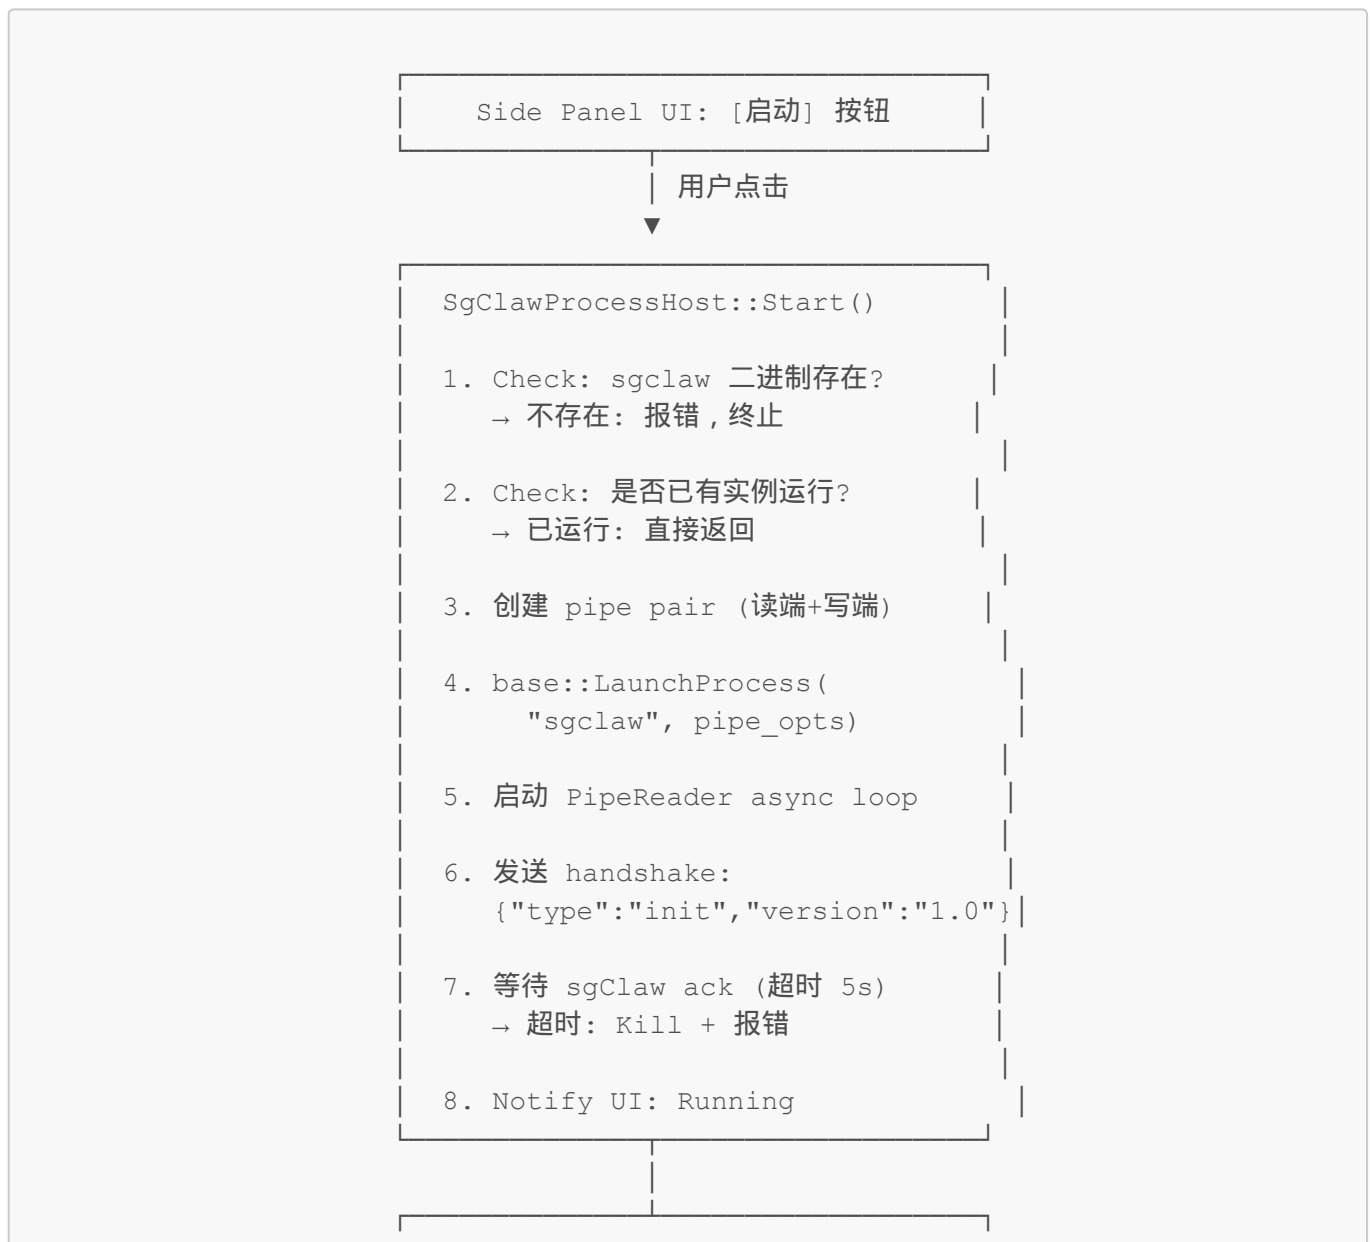 Side Panel UI: [启动] 按钮
用户点击
SgClawProcessHost::Start()
1. Check: sgclaw 二进制存在?
→ 不存在: 报错，终止
2. Check: 是否已有实例运行?
→ 已运行: 直接返回
3. 创建 pipe pair (读端+写端)
4. base::LaunchProcess(
"sgclaw", pipe_opts)
5. 启动 PipeReader async loop
6. 发送 handshake:
{"type":"init","version":"1.0"}
7. 等待 sgClaw ack (超时 5s)
→ 超时: Kill + 报错
8. Notify UI: Running